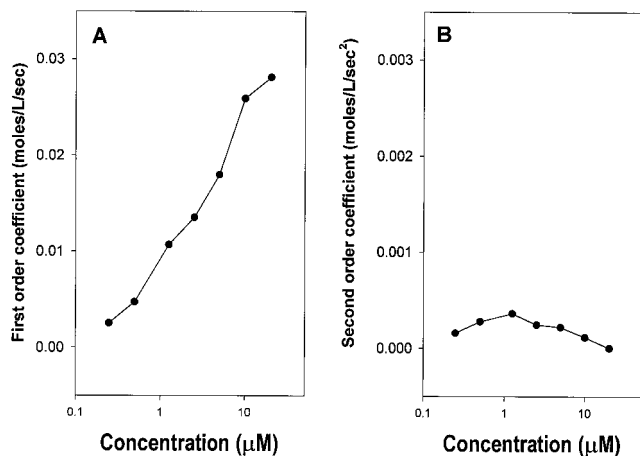 A
First order coefficient (moles/L/sec)
0.03
0.02
0.01
0.00
0.1
1
10
Concentration (μM)
B
Second order coefficient (moles/L/sec²)
0.003
0.002
0.001
0.000
0.1
1
10
Concentration (μM)